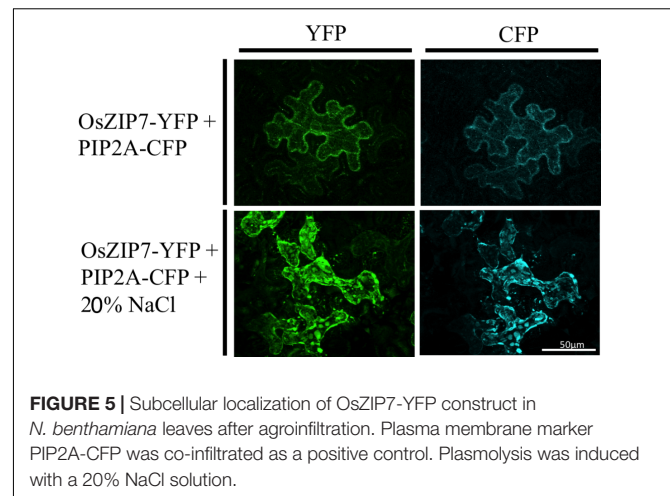 YFP
CFP
OsZIP7-YFP +
PIP2A-CFP
OsZIP7-YFP +
PIP2A-CFP +
20% NaCl
50μm
FIGURE 5 | Subcellular localization of OsZIP7-YFP construct in
N. benthamiana leaves after agroinfiltration. Plasma membrane marker
PIP2A-CFP was co-infiltrated as a positive control. Plasmolysis was induced
with a 20% NaCl solution.